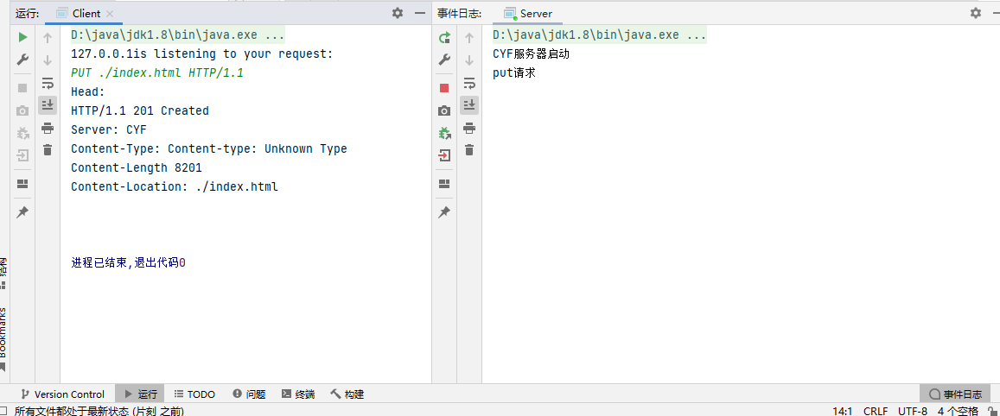 运行: Client
D:\java\jdk1.8\bin\java.exe ...
127.0.0.1is listening to your request:
PUT ./index.html HTTP/1.1
Head:
HTTP/1.1 201 Created
Server: CYF
Content-Type: Content-type: Unknown Type
Content-Length 8201
Content-Location: ./index.html
进程已结束,退出代码0
事件日志: Server
D:\java\jdk1.8\bin\java.exe ...
CYF服务器启动
put请求
结构
Bookmarks
Version Control 运行 TODO 问题 终端 构建 事件日志
所有文件都处于最新状态 (片刻 之前) 14:1 CRLF UTF-8 4 个空格